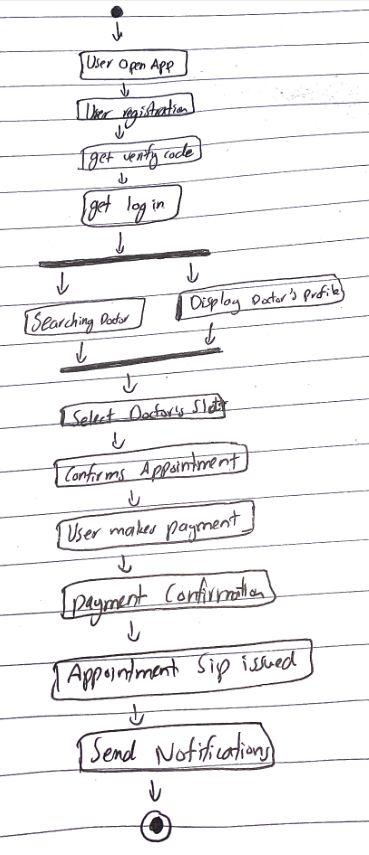 User Open App
User registration
get verify code
get log in
Searching Doctor
Display Doctor's Profile
Select Doctor's Slot
Confirms Appointment
User makes payment
Payment Confirmation
Appointment Sip issued
Send Notifications